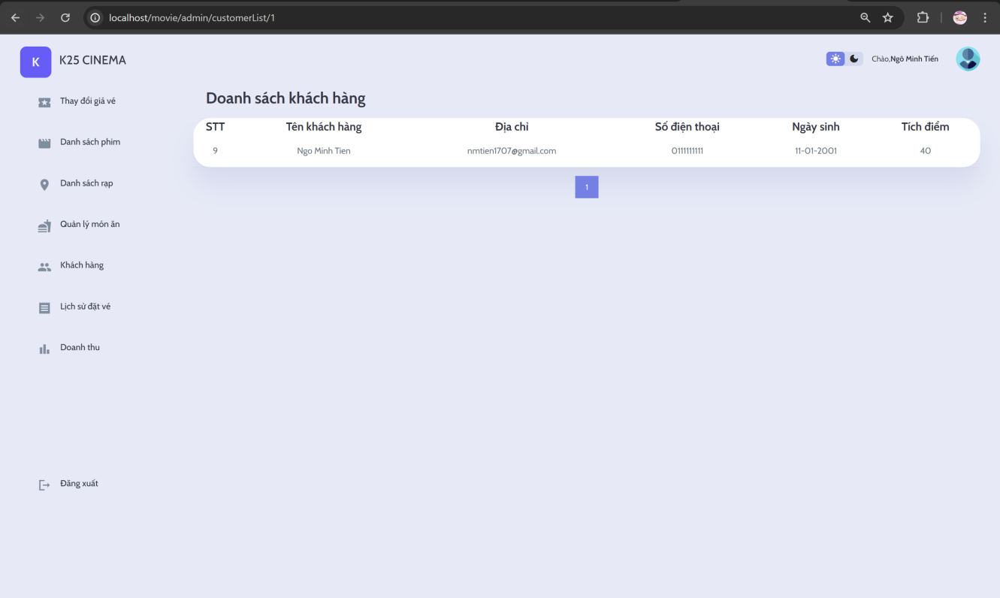 localhost/movie/admin/customerList/1
K
K25 CINEMA
Chào,Ngô Minh Tiến
Thay đổi giá vé
Danh sách phim
Danh sách rạp
Quản lý món ăn
Khách hàng
Lịch sử đặt vé
Doanh thu
Đăng xuất
Doanh sách khách hàng
STT Tên khách hàng Địa chỉ Số điện thoại Ngày sinh Tích điểm
9 Ngo Minh Tien nmtien1707@gmail.com 0111111111 11-01-2001 40
1